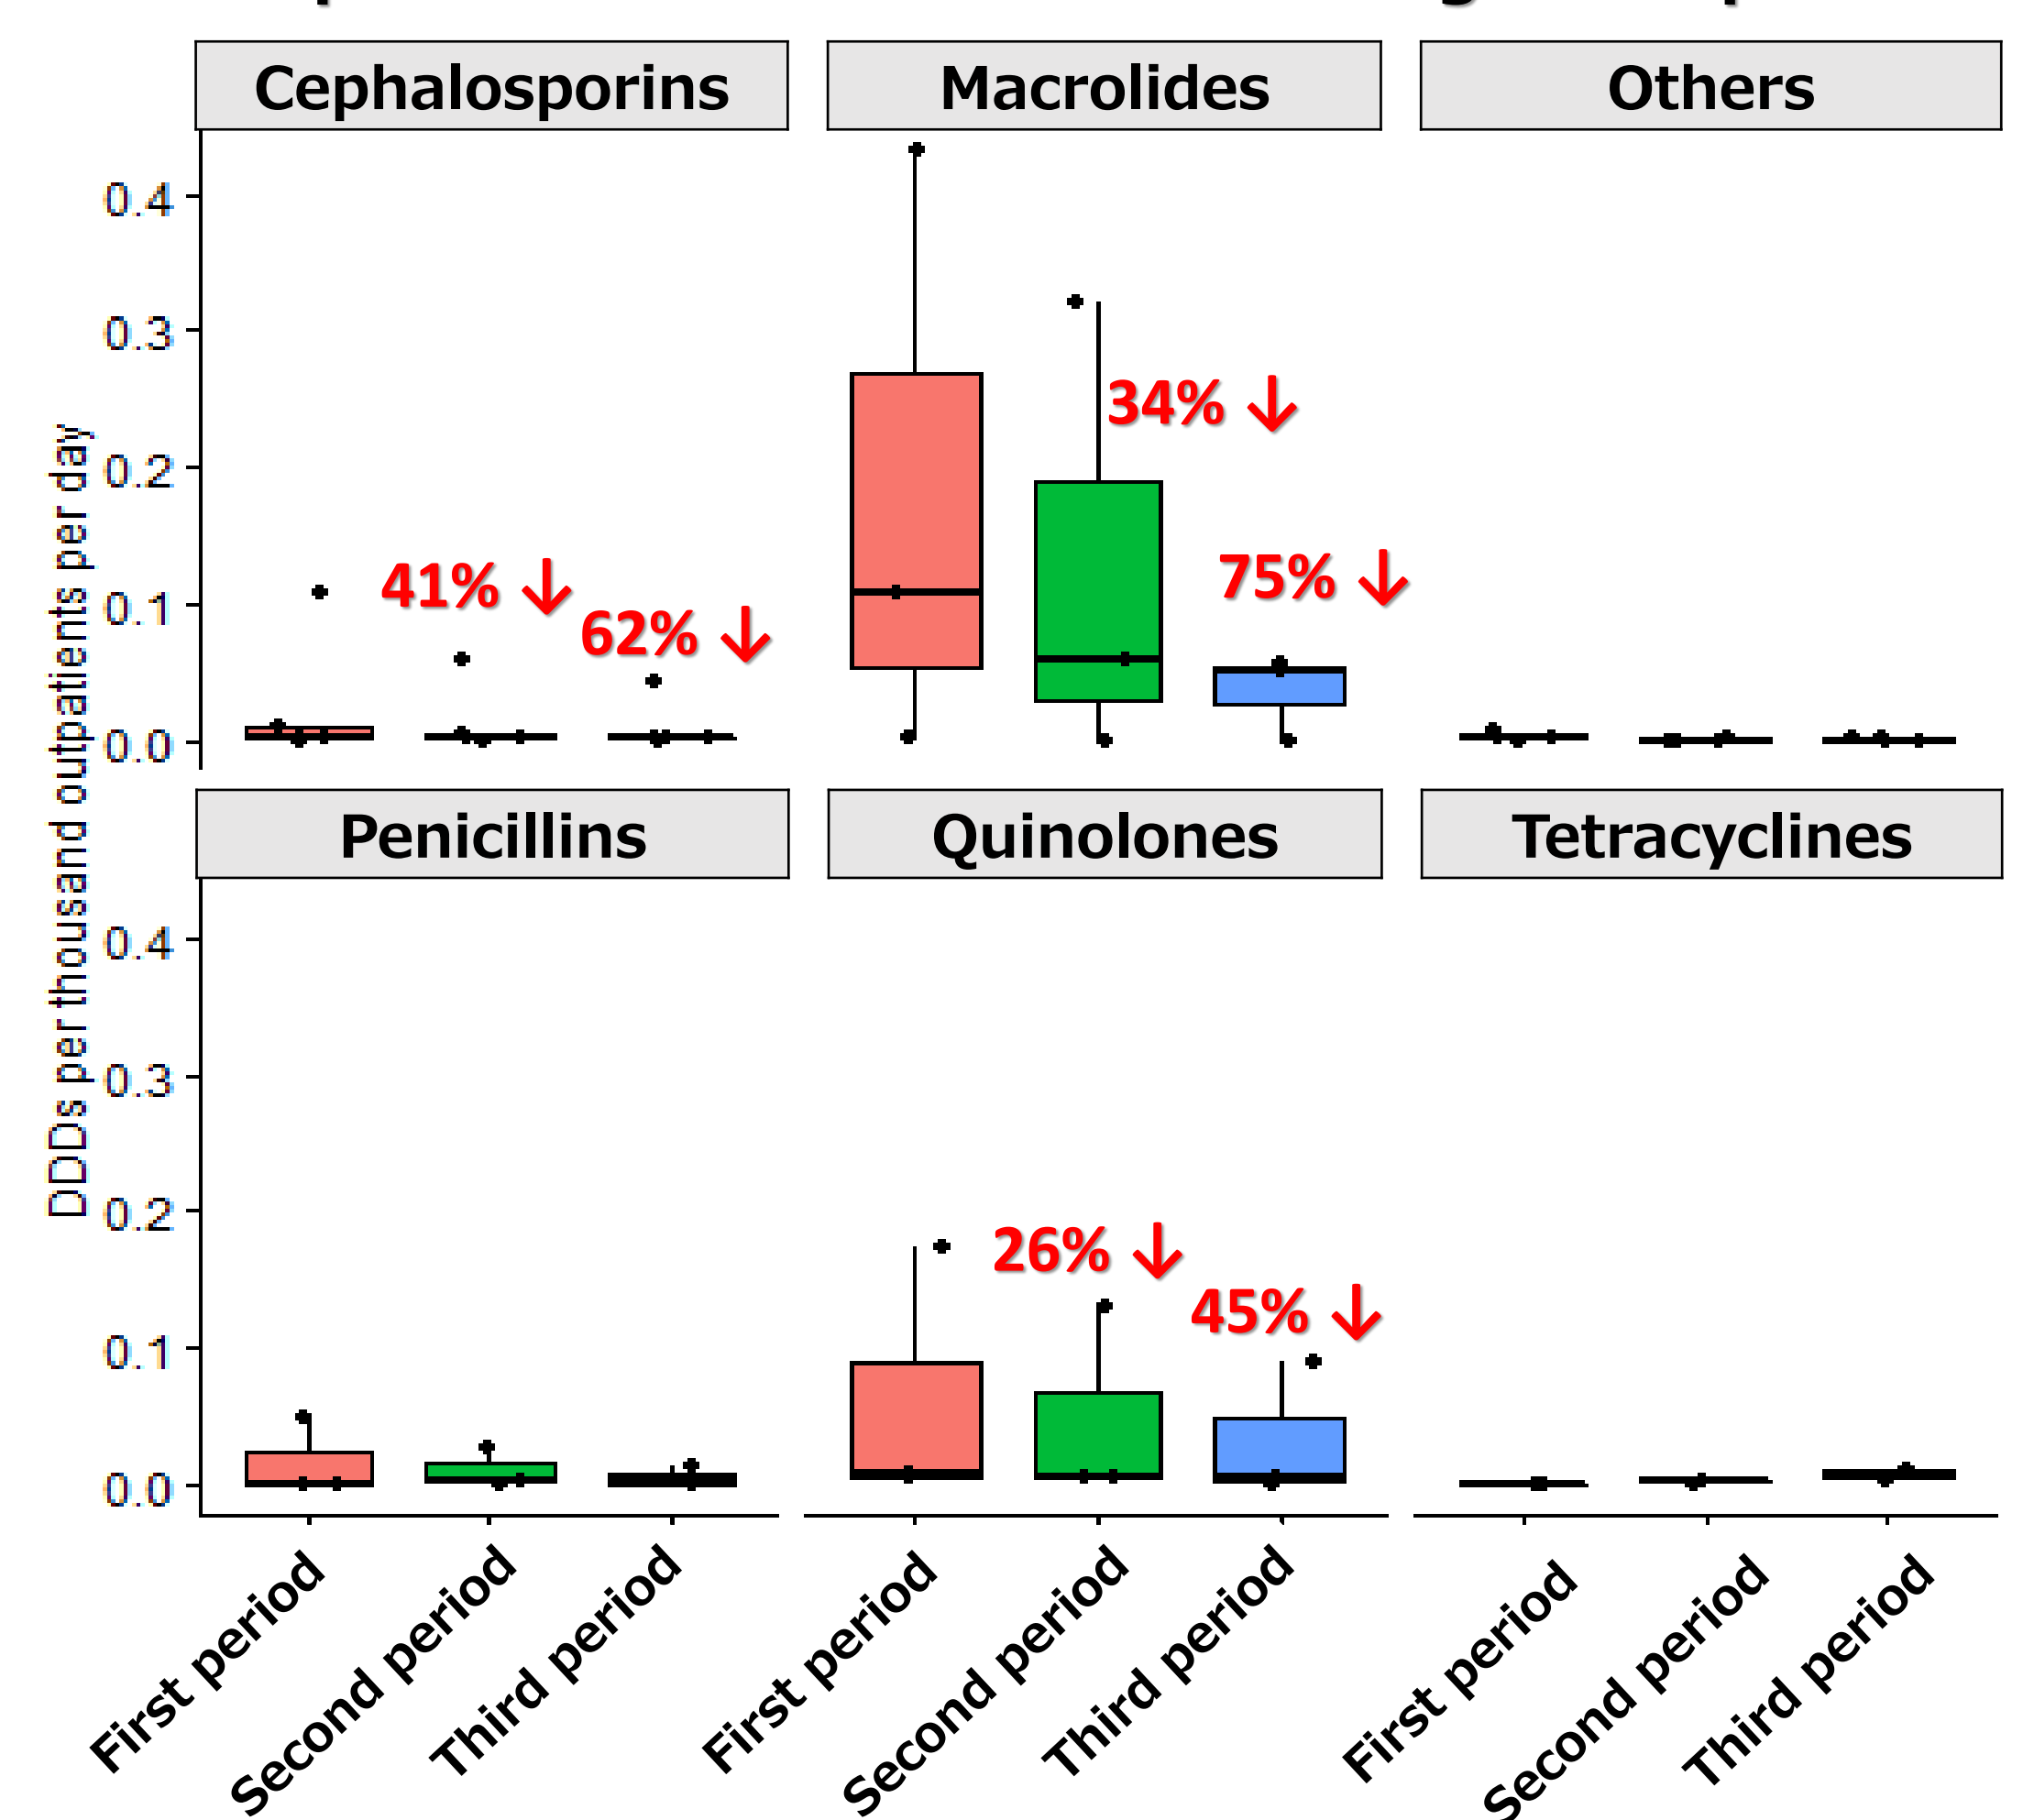 Cephalosporins
Macrolides
Others
DDDs per thousand outpatients per day
0.4
0.3
0.2
0.1
0.0
41% ↓
62% ↓
34% ↓
75% ↓
Penicillins
Quinolones
Tetracyclines
0.4
0.3
0.2
0.1
0.0
26% ↓
45% ↓
First period
Second period
Third period
First period
Second period
Third period
First period
Second period
Third period